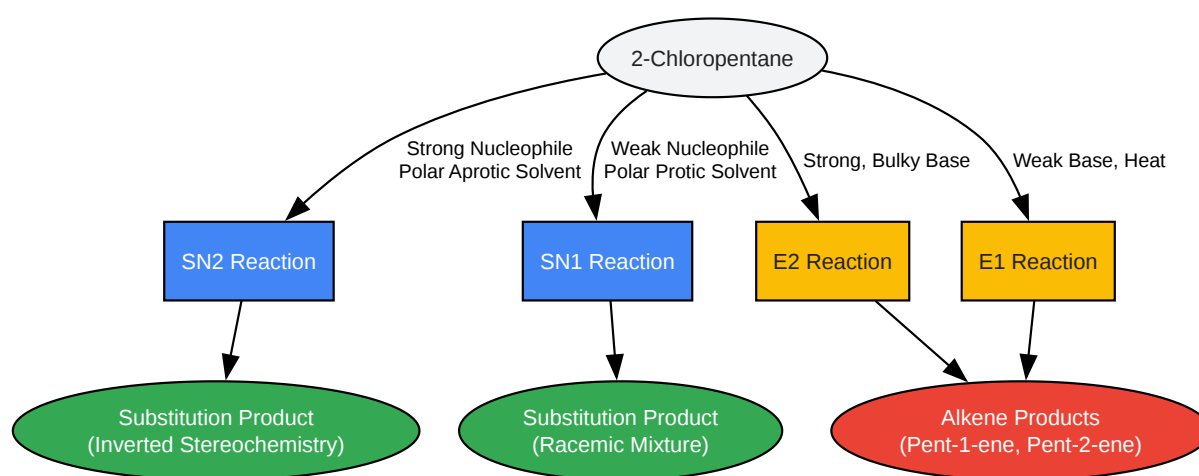 2-Chloropentane
Strong Nucleophile
Polar Aprotic Solvent
Weak Nucleophile
Polar Protic Solvent
Strong, Bulky Base
Weak Base, Heat
SN2 Reaction
SN1 Reaction
E2 Reaction
E1 Reaction
Substitution Product
(Inverted Stereochemistry)
Substitution Product
(Racemic Mixture)
Alkene Products
(Pent-1-ene, Pent-2-ene)